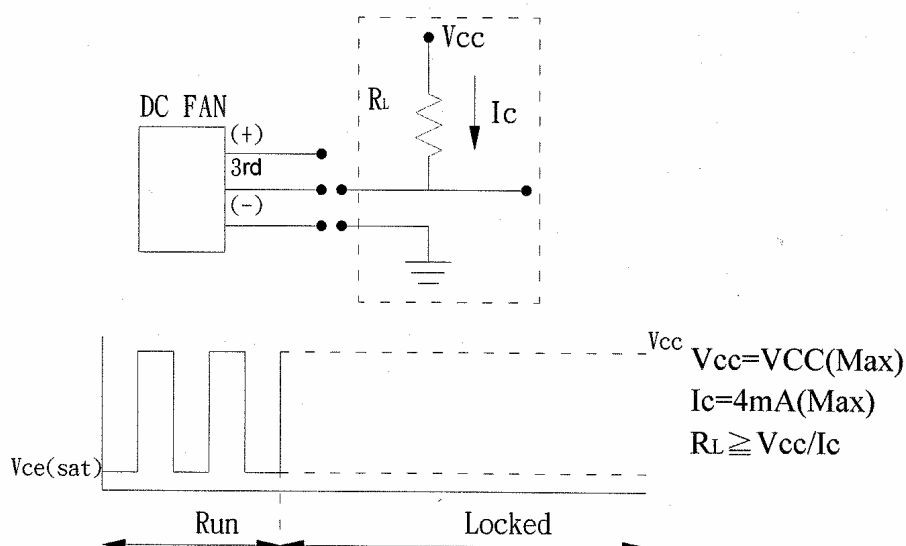 Vcc
RL
Ic
DC FAN
(+)
3rd
(-)
Vcc
Vcc=VCC(Max)
Ic=4mA(Max)
RL≧Vcc/Ic
Vce(sat)
Run
Locked